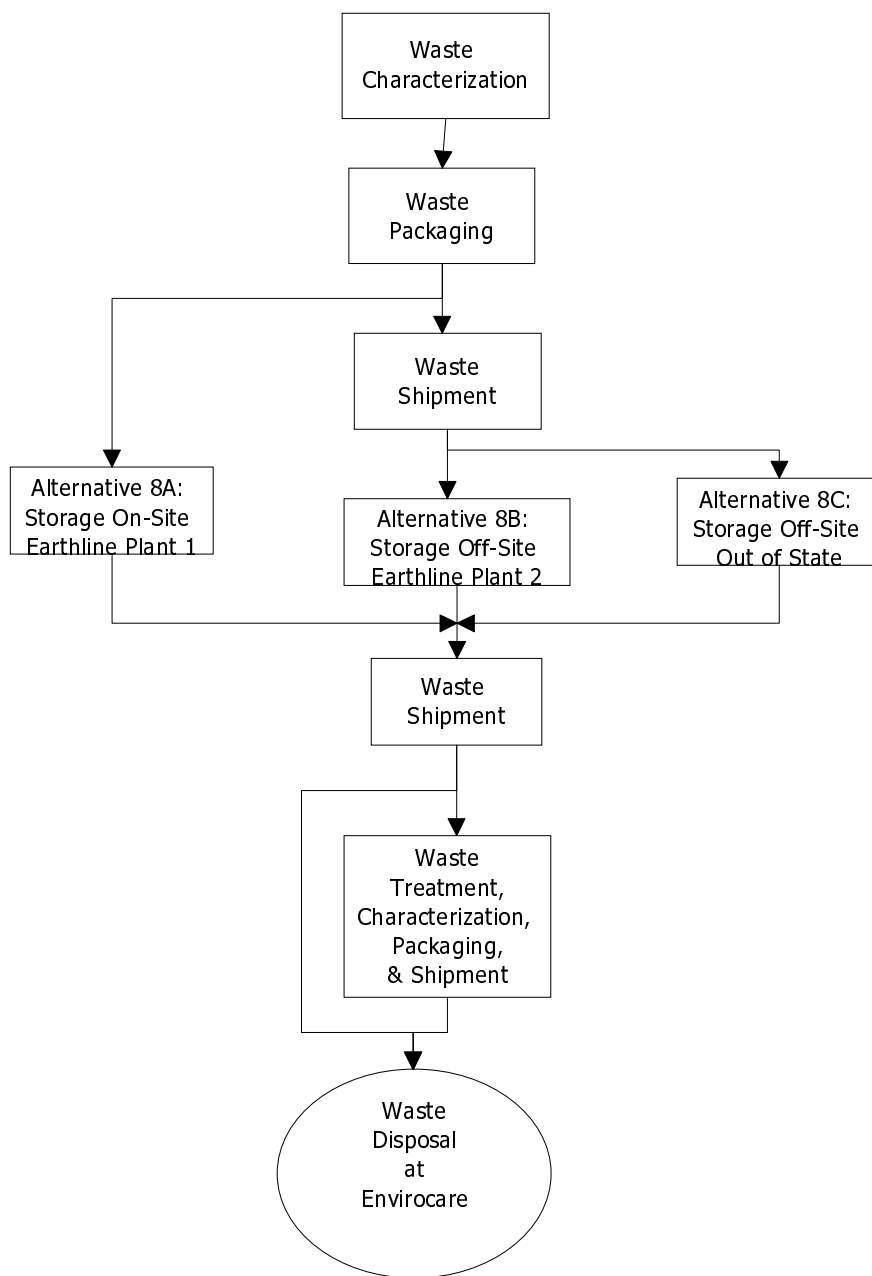 Waste
Characterization
Waste
Packaging
Waste
Shipment
Alternative 8A:
Storage On-Site
Earthline Plant 1
Alternative 8B:
Storage Off-Site
Earthline Plant 2
Alternative 8C:
Storage Off-Site
Out of State
Waste
Shipment
Waste
Treatment,
Characterization,
Packaging,
& Shipment
Waste
Disposal
at
Envirocare